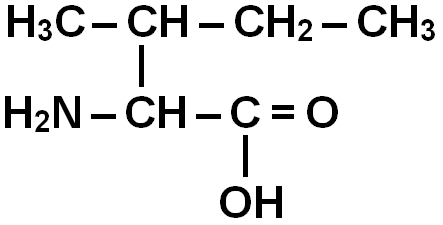 H₃C – CH – CH₂ – CH₃
H₂N – CH – C = O
OH